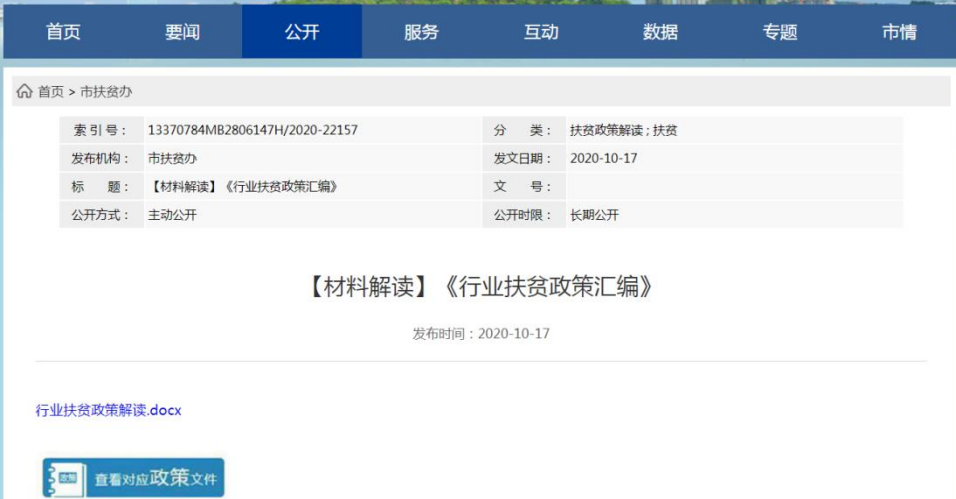 首页 要闻 公开 服务 互动 数据 专题 市情
首页 > 市扶贫办
索引号： 13370784MB2806147H/2020-22157 分 类： 扶贫政策解读 ; 扶贫
发布机构： 市扶贫办 发文日期： 2020-10-17
标 题： 【材料解读】《行业扶贫政策汇编》 文 号：
公开方式： 主动公开 公开时限： 长期公开
【材料解读】《行业扶贫政策汇编》
发布时间：2020-10-17
行业扶贫政策解读.docx
政策 查看对应政策文件